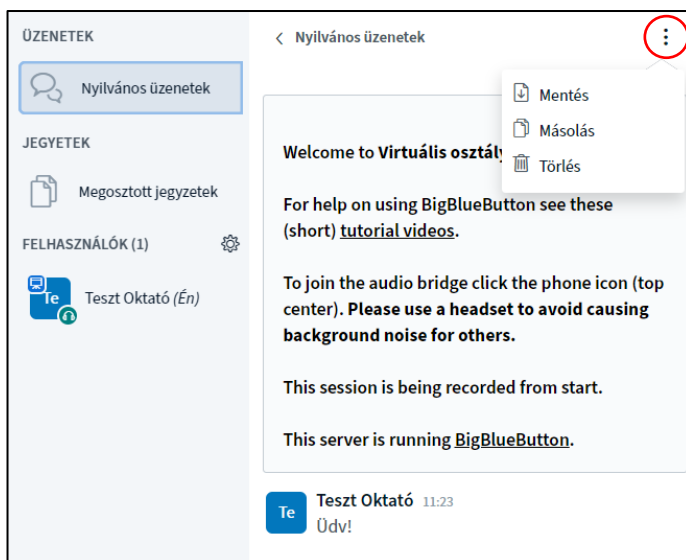 ÜZENETEK
Nyilvános üzenetek
JEGYETEK
Megosztott jegyzetek
FELHASZNÁLÓK (1)
Te
Teszt Oktató (Én)
Nyilvános üzenetek
Mentés
Másolás
Törlés
Welcome to Virtuális osztály
For help on using BigBlueButton see these
(short) tutorial videos.
To join the audio bridge click the phone icon (top
center). Please use a headset to avoid causing
background noise for others.
This session is being recorded from start.
This server is running BigBlueButton.
Te
Teszt Oktató 11:23
Üdv!